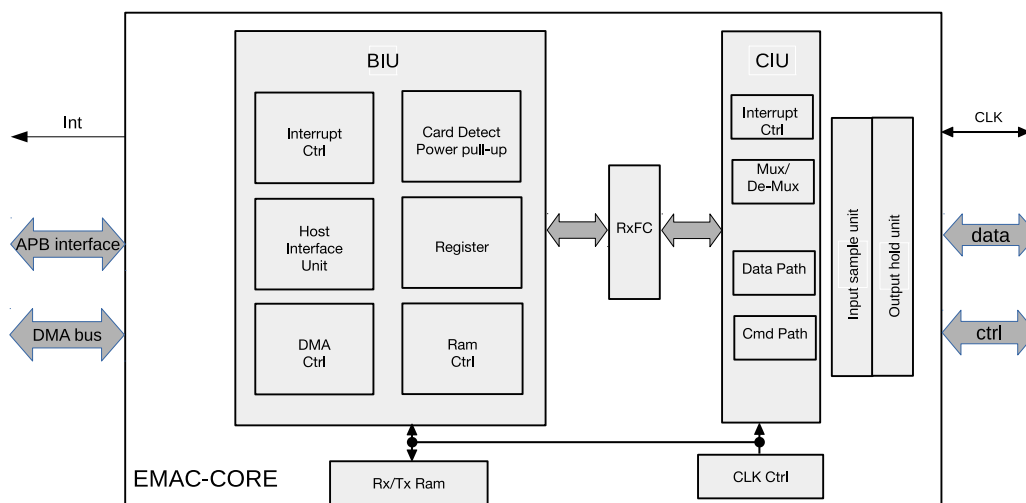 BIU
CIU
Int
Interrupt
Ctrl
Card Detect
Power pull-up
Interrupt
Ctrl
CLK
Mux/
De-Mux
APB interface
Host
Interface
Unit
Register
RxFC
Input sample unit
Output hold unit
data
Data Path
DMA bus
DMA
Ctrl
Ram
Ctrl
Cmd Path
ctrl
EMAC-CORE
Rx/Tx Ram
CLK Ctrl